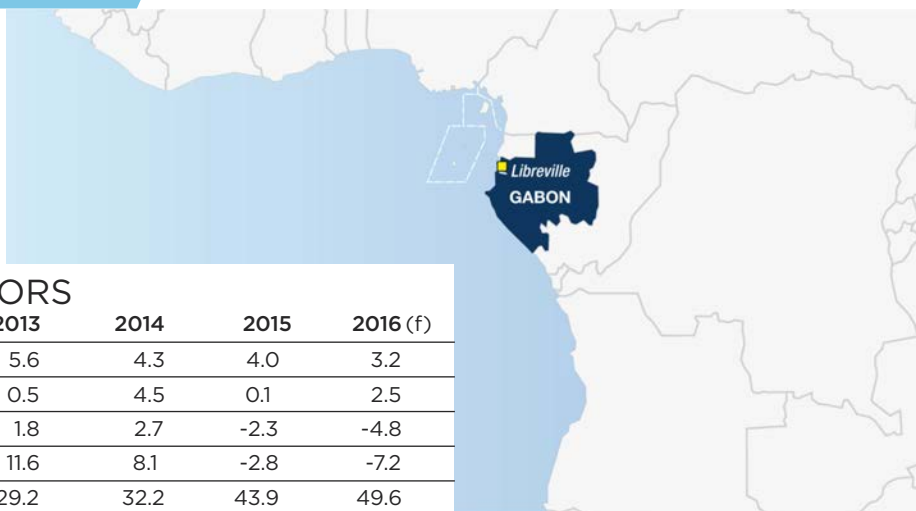 Libreville
GABON
ORS
2013 2014 2015 2016 (f)
5.6 4.3 4.0 3.2
0.5 4.5 0.1 2.5
1.8 2.7 -2.3 -4.8
11.6 8.1 -2.8 -7.2
29.2 32.2 43.9 49.6